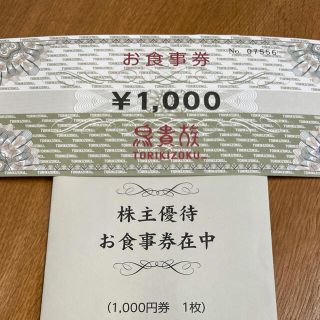 お食事券
No. 07556
¥1,000
鳥貴族
TORIKIZOKU
株主優待
お食事券在中
（1,000円券　1枚）